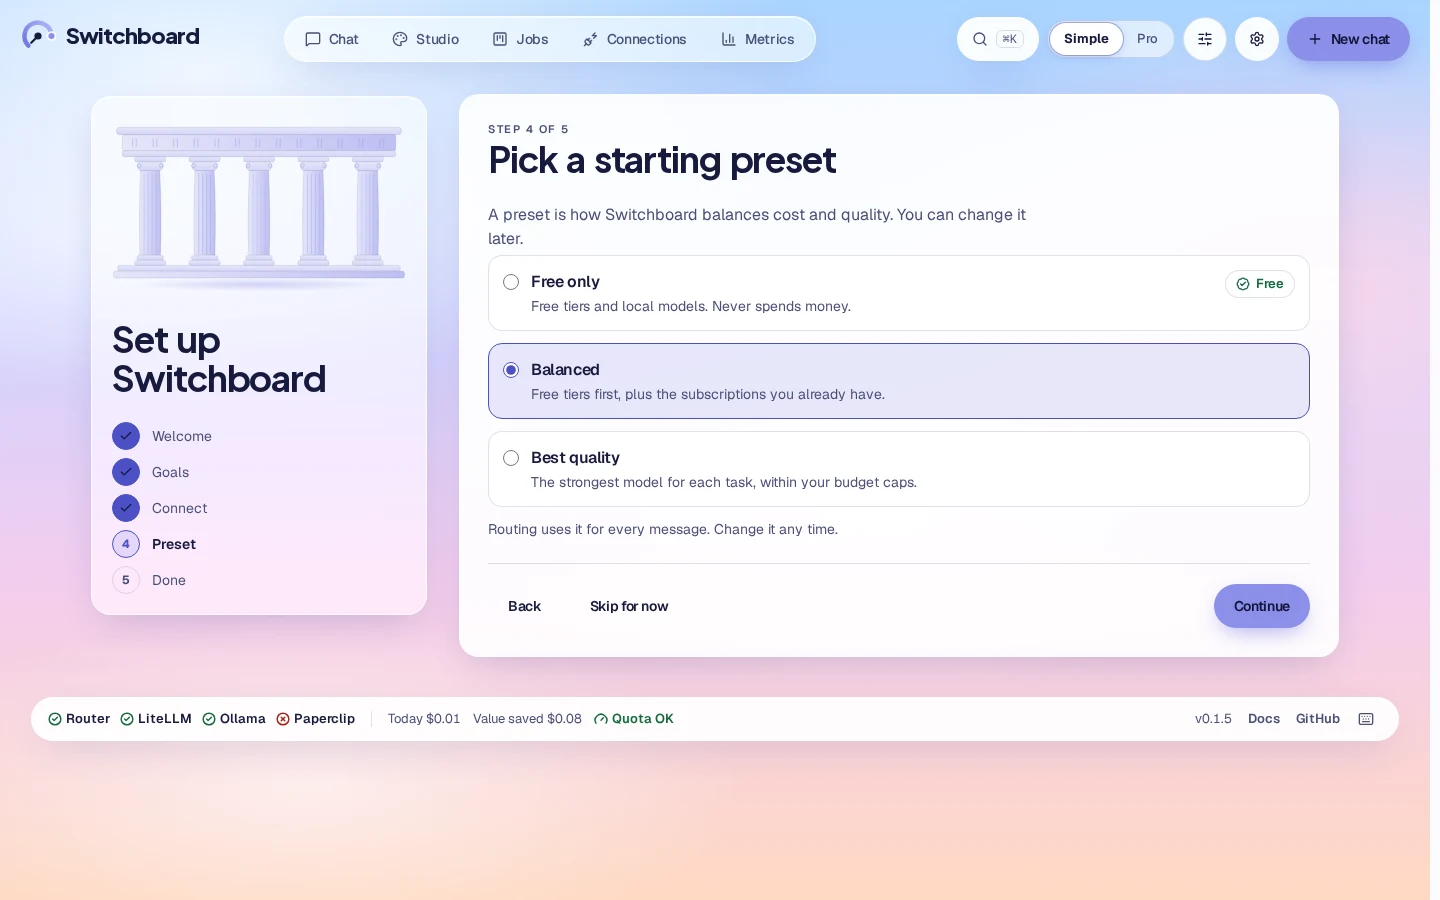 Switchboard
Chat
Studio
Jobs
Connections
Metrics
⌘K
Simple
Pro
New chat
Set up
Switchboard
Welcome
Goals
Connect
4 Preset
5 Done
STEP 4 OF 5
Pick a starting preset
A preset is how Switchboard balances cost and quality. You can change it
later.
Free only
Free tiers and local models. Never spends money.
Free
Balanced
Free tiers first, plus the subscriptions you already have.
Best quality
The strongest model for each task, within your budget caps.
Routing uses it for every message. Change it any time.
Back
Skip for now
Continue
Router
LiteLLM
Ollama
Paperclip
Today $0.01
Value saved $0.08
Quota OK
v0.1.5
Docs
GitHub